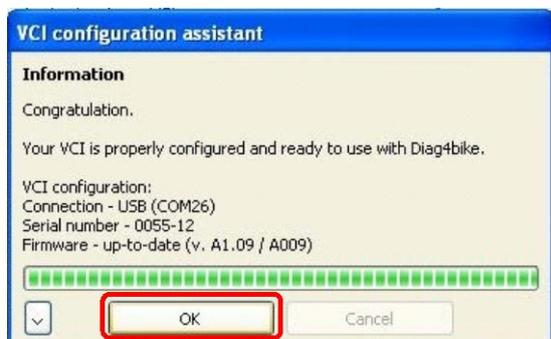 VCI configuration assistant
Information
Congratulation.
Your VCI is properly configured and ready to use with Diag4bike.
VCI configuration:
Connection - USB (COM26)
Serial number - 0055-12
Firmware - up-to-date (v. A1.09 / A009)
OK
Cancel